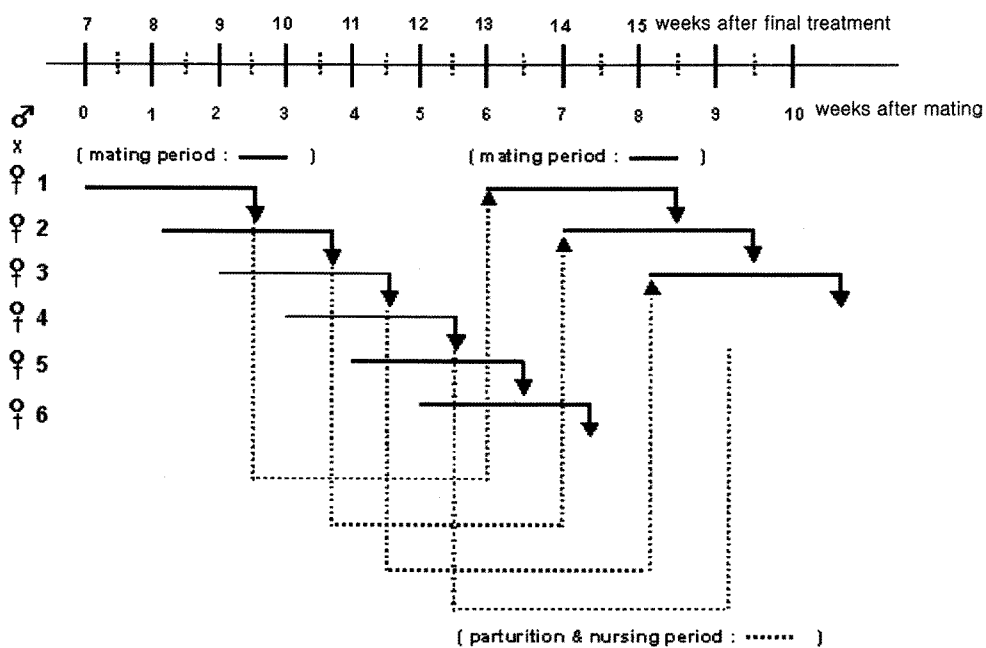 7 8 9 10 11 12 13 14 15 weeks after final treatment
0 1 2 3 4 5 6 7 8 9 10 weeks after mating
♂
x
( mating period : ) ( mating period : )
♀ 1
♀ 2
♀ 3
♀ 4
♀ 5
♀ 6
( parturition & nursing period : )